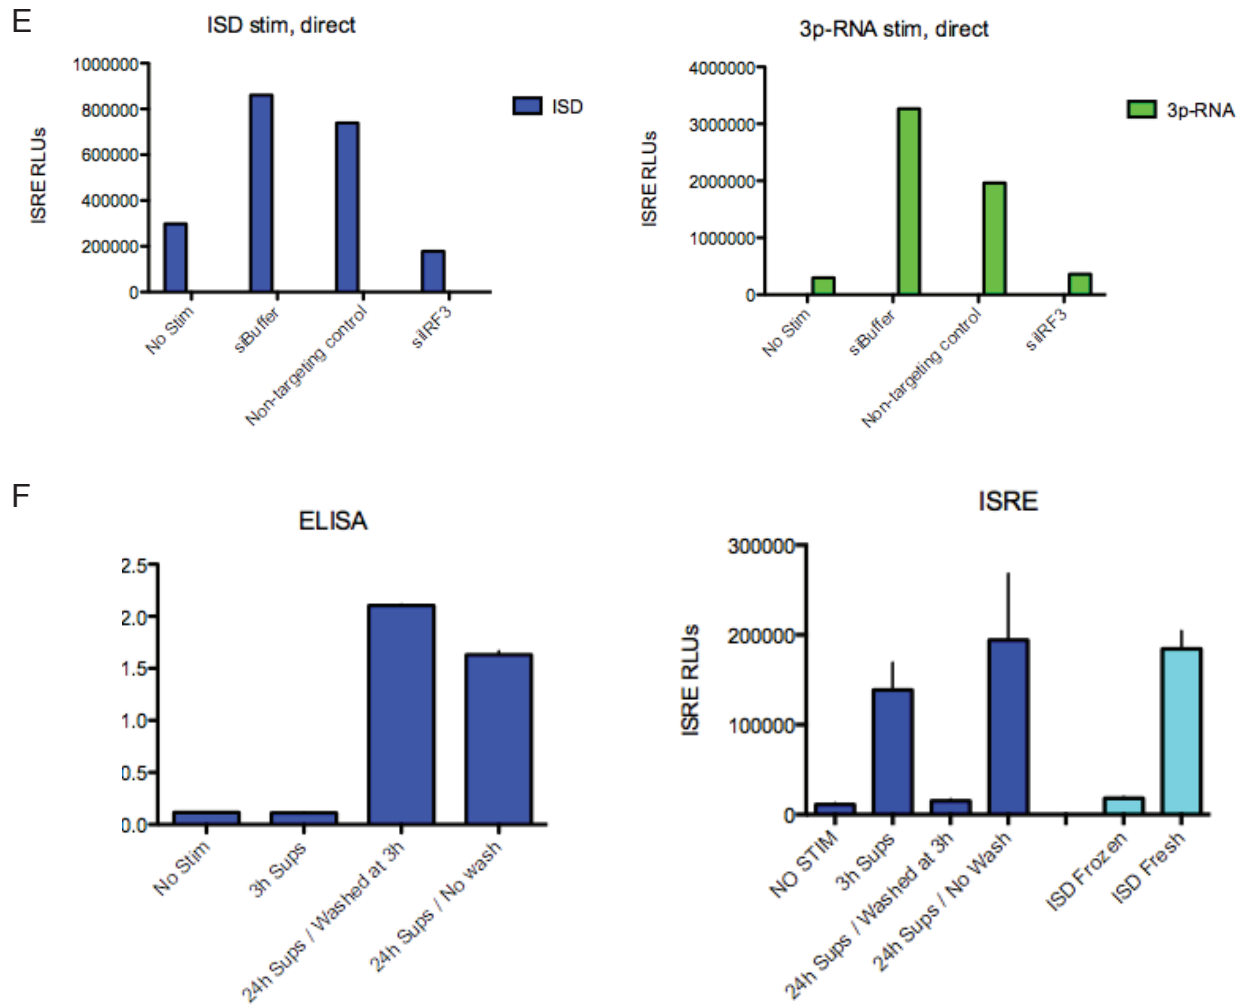 E
ISD stim, direct
ISRE RLUs
1000000
800000
600000
400000
200000
0
No Stim
siBuffer
Non-targeting control
siIRF3
ISD
3p-RNA stim, direct
ISRE RLUs
4000000
3000000
2000000
1000000
0
No Stim
siBuffer
Non-targeting control
siIRF3
3p-RNA
F
ELISA
2.5
2.0
1.5
1.0
0.5
0.0
No Stim
3h Sups
24h Sups / Washed at 3h
24h Sups / No wash
ISRE
ISRE RLUs
300000
200000
100000
0
NO STIM
3h Sups
24h Sups / Washed at 3h
24h Sups / No Wash
ISD Frozen
ISD Fresh